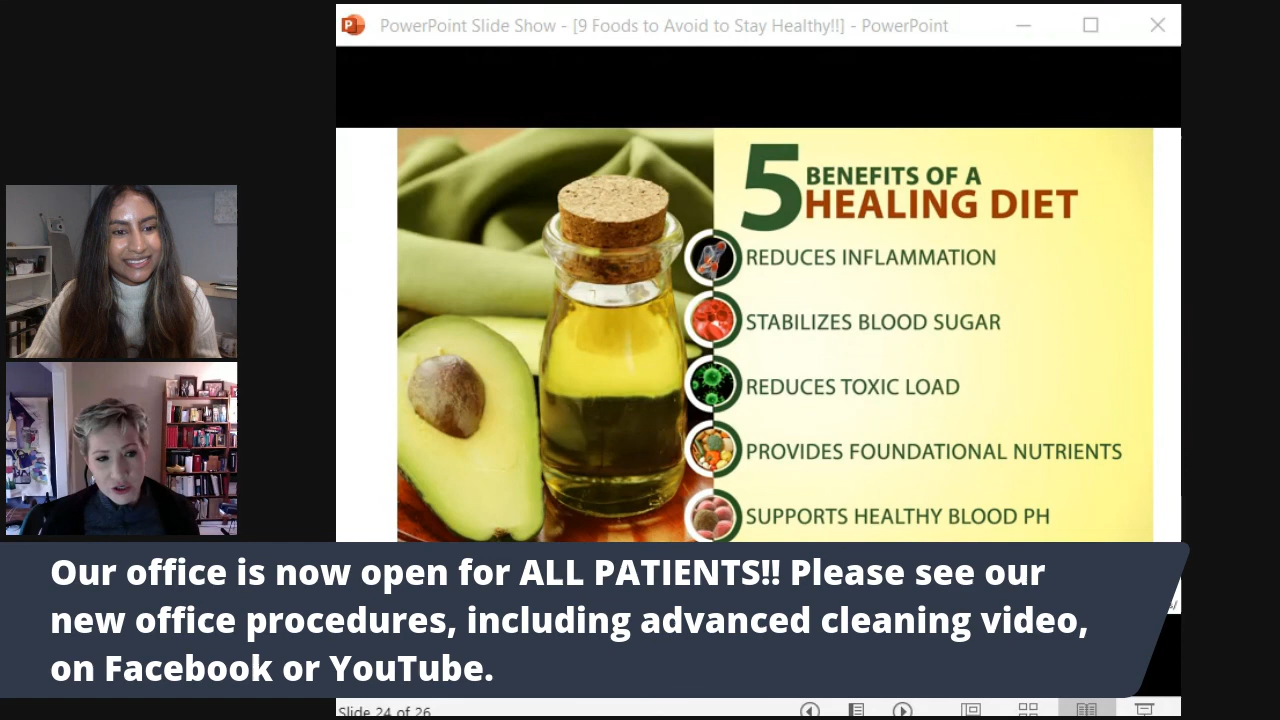 PowerPoint Slide Show - [9 Foods to Avoid to Stay Healthy!!] - PowerPoint
5 BENEFITS OF A
HEALING DIET
REDUCES INFLAMMATION
STABILIZES BLOOD SUGAR
REDUCES TOXIC LOAD
PROVIDES FOUNDATIONAL NUTRIENTS
SUPPORTS HEALTHY BLOOD PH
Our office is now open for ALL PATIENTS!! Please see our
new office procedures, including advanced cleaning video,
on Facebook or YouTube.
Slide 24 of 26